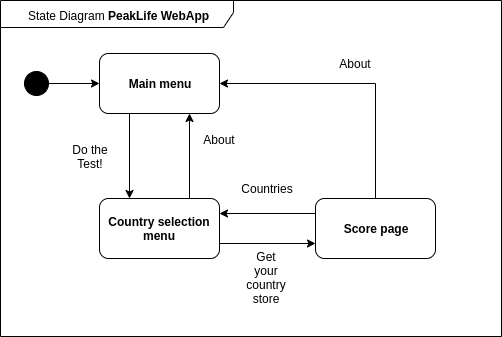 State Diagram PeakLife WebApp
About
Main menu
Do the
Test!
About
Countries
Country selection
menu
Score page
Get
your
country
store